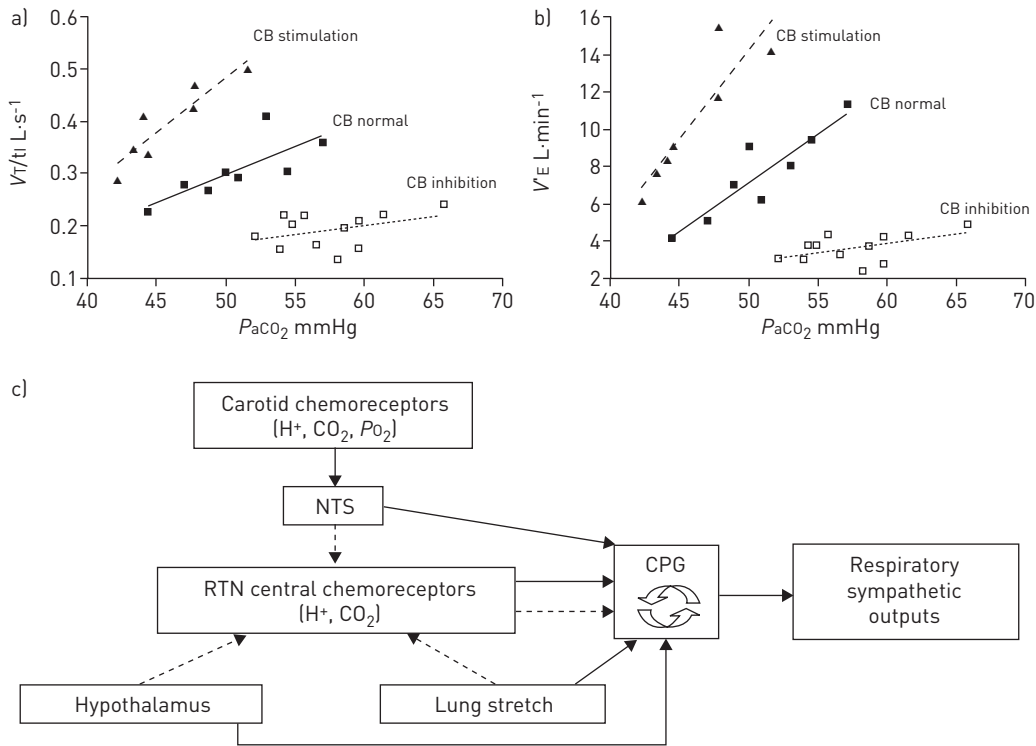 a)
0.6
0.5
0.4
0.3
0.2
0.1
VT/tI L·s⁻¹
CB stimulation
CB normal
CB inhibition
40 45 50 55 60 65 70
PaCO₂ mmHg
b)
16
14
12
10
8
6
4
2
V'E L·min⁻¹
CB stimulation
CB normal
CB inhibition
40 45 50 55 60 65 70
PaCO₂ mmHg
c)
Carotid chemoreceptors
(H⁺, CO₂, PO₂)
NTS
RTN central chemoreceptors
(H⁺, CO₂)
CPG
Respiratory
sympathetic
outputs
Hypothalamus
Lung stretch